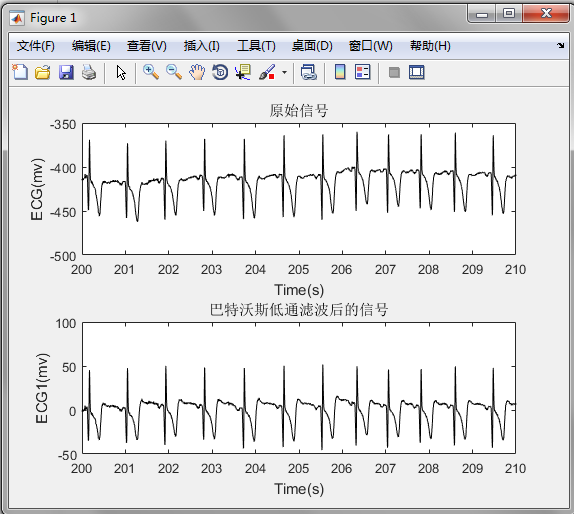 Figure 1
文件(F) 编辑(E) 查看(V) 插入(I) 工具(T) 桌面(D) 窗口(W) 帮助(H)
原始信号
-350
-400
-450
-500
ECG(mv)
200 201 202 203 204 205 206 207 208 209 210
Time(s)
巴特沃斯低通滤波后的信号
100
50
0
-50
ECG1(mv)
200 201 202 203 204 205 206 207 208 209 210
Time(s)